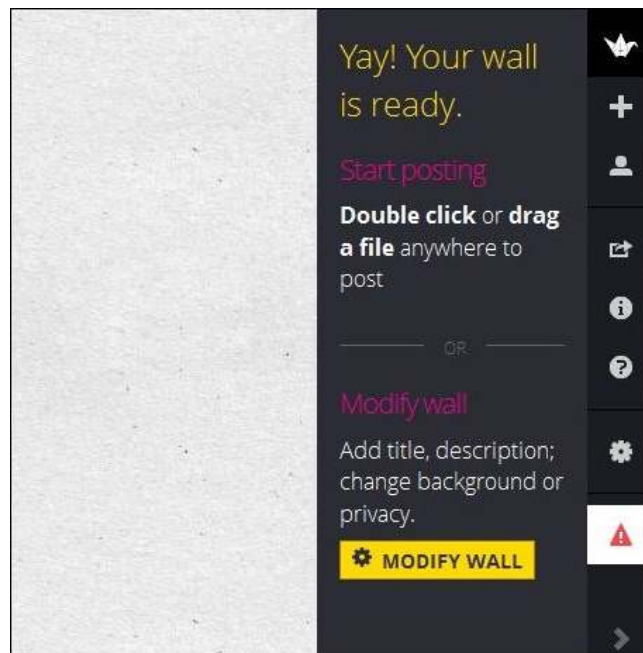 Yay! Your wall
is ready.
Start posting
Double click or drag
a file anywhere to
post
OR
Modify wall
Add title, description;
change background or
privacy.
MODIFY WALL